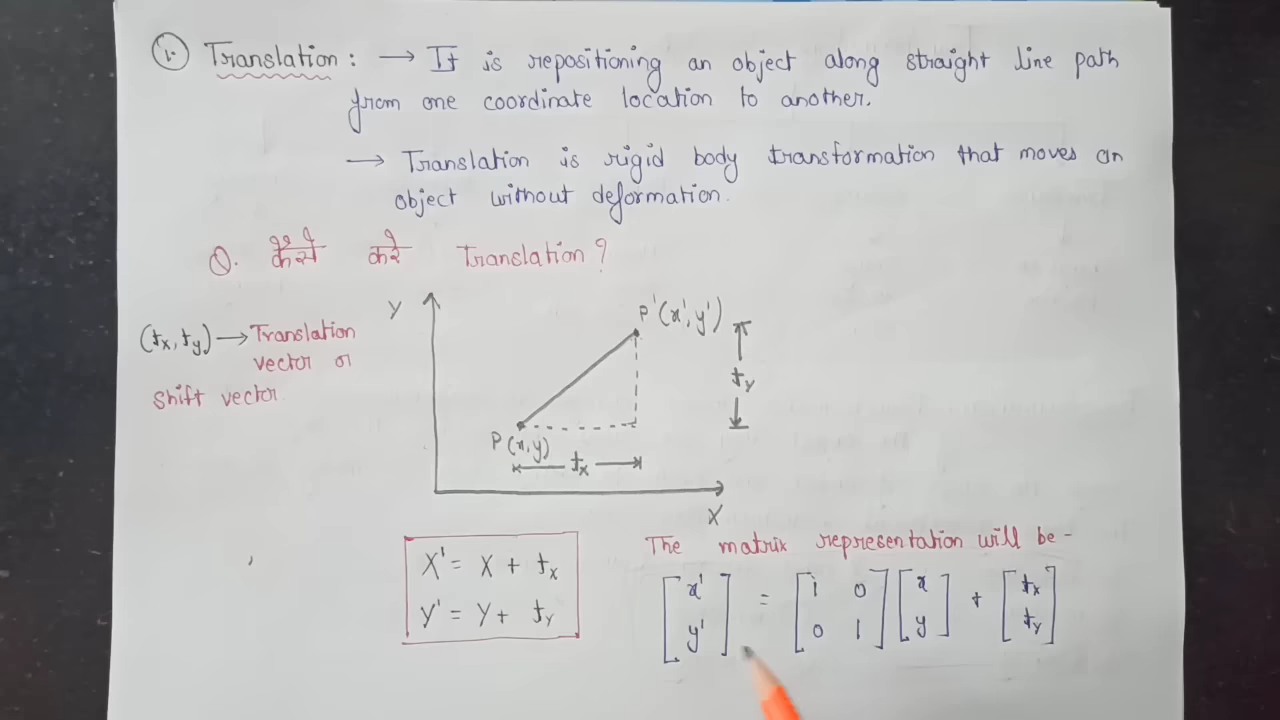 1. Translation : → It is repositioning an object along straight line path
from one coordinate location to another.
→ Translation is rigid body transformation that moves an
object without deformation.
Q. कैसे करे Translation ?
(tx, ty) → Translation
vector or
shift vector
Y
P'(x', y')
ty
P(x, y)
tx
X
X' = X + tx
Y' = Y + ty
The matrix representation will be -
[x' y'] = [1 0 0 1] [x y] + [tx ty]